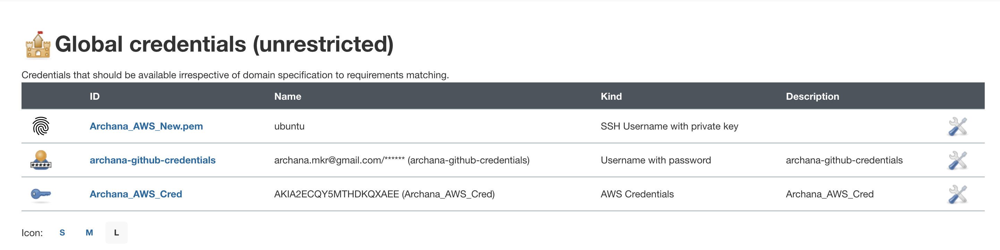 Global credentials (unrestricted)
Credentials that should be available irrespective of domain specification to requirements matching.
ID Name Kind Description
Archana_AWS_New.pem ubuntu SSH Username with private key
archana-github-credentials archana.mkr@gmail.com/****** (archana-github-credentials) Username with password archana-github-credentials
Archana_AWS_Cred AKIA2ECQY5MTHDKQXAEE (Archana_AWS_Cred) AWS Credentials Archana_AWS_Cred
Icon: S M L